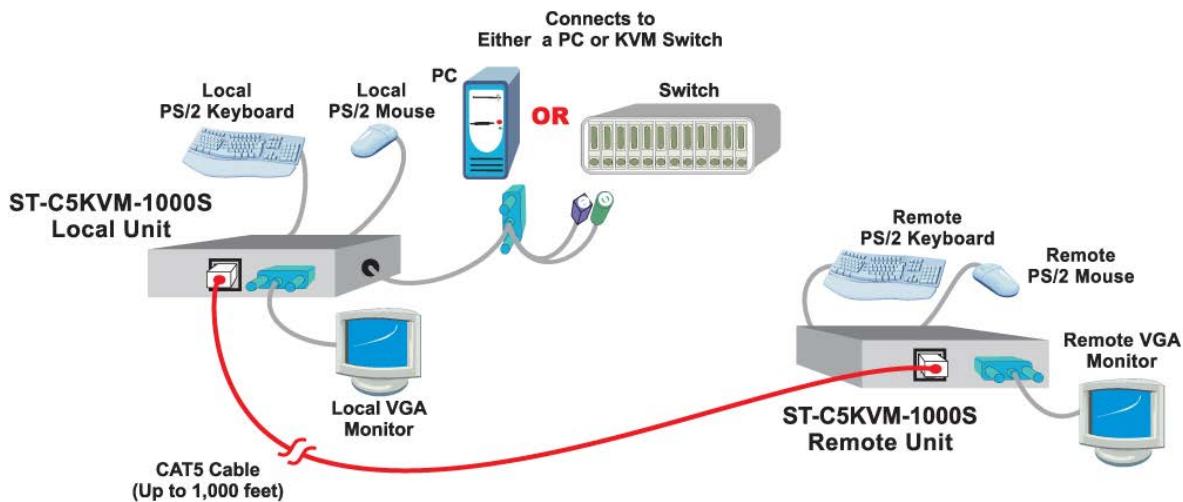 Connects to
Either a PC or KVM Switch
PC
OR
Switch
Local
PS/2 Keyboard
Local
PS/2 Mouse
ST-C5KVM-1000S
Local Unit
Local VGA
Monitor
CAT5 Cable
(Up to 1,000 feet)
Remote
PS/2 Keyboard
Remote
PS/2 Mouse
Remote VGA
Monitor
ST-C5KVM-1000S
Remote Unit